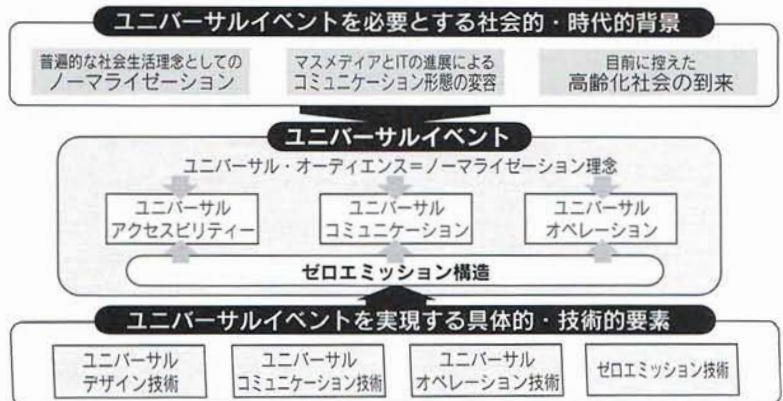 ユニバーサルイベントを必要とする社会的・時代的背景
普遍的な社会生活理念としての
ノーマライゼーション
マスメディアとITの進展による
コミュニケーション形態の変容
目前に控えた
高齢化社会の到来
ユニバーサルイベント
ユニバーサル・オーディエンス＝ノーマライゼーション理念
ユニバーサル
アクセスビリティー
ユニバーサル
コミュニケーション
ユニバーサル
オペレーション
ゼロエミッション構造
ユニバーサルイベントを実現する具体的・技術的要素
ユニバーサル
デザイン技術
ユニバーサル
コミュニケーション技術
ユニバーサル
オペレーション技術
ゼロエミッション技術